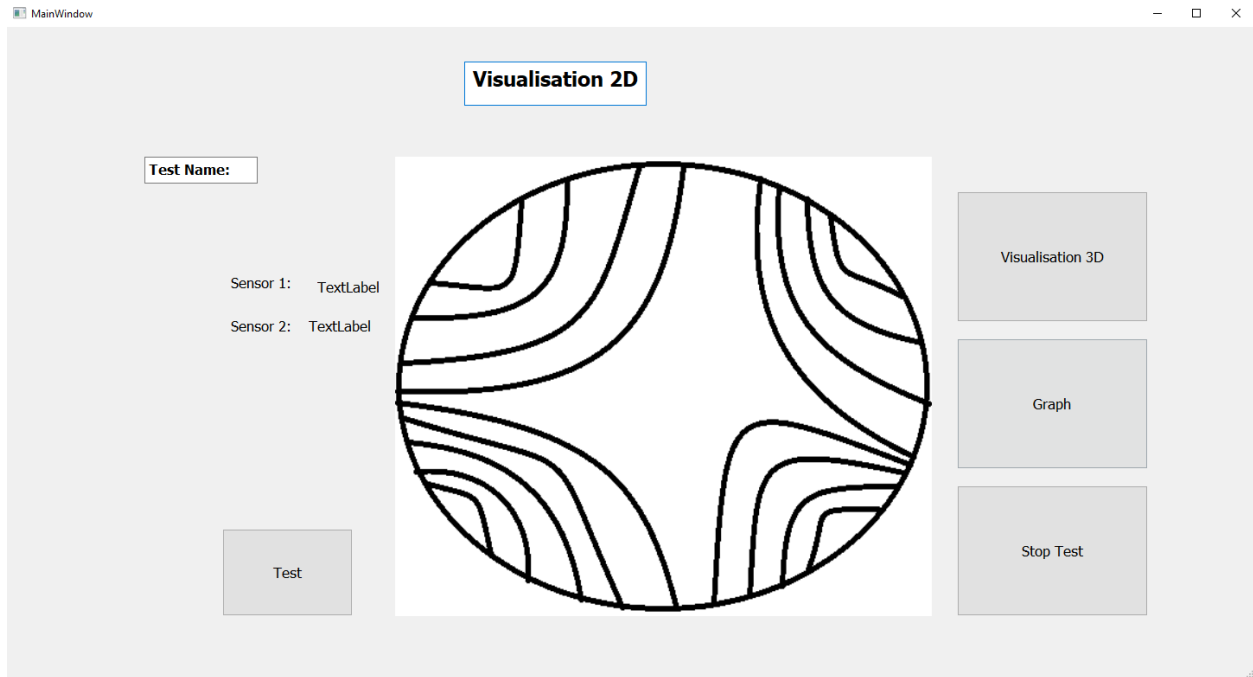 MainWindow
Visualisation 2D
Test Name:
Sensor 1: TextLabel
Sensor 2: TextLabel
Test
Visualisation 3D
Graph
Stop Test